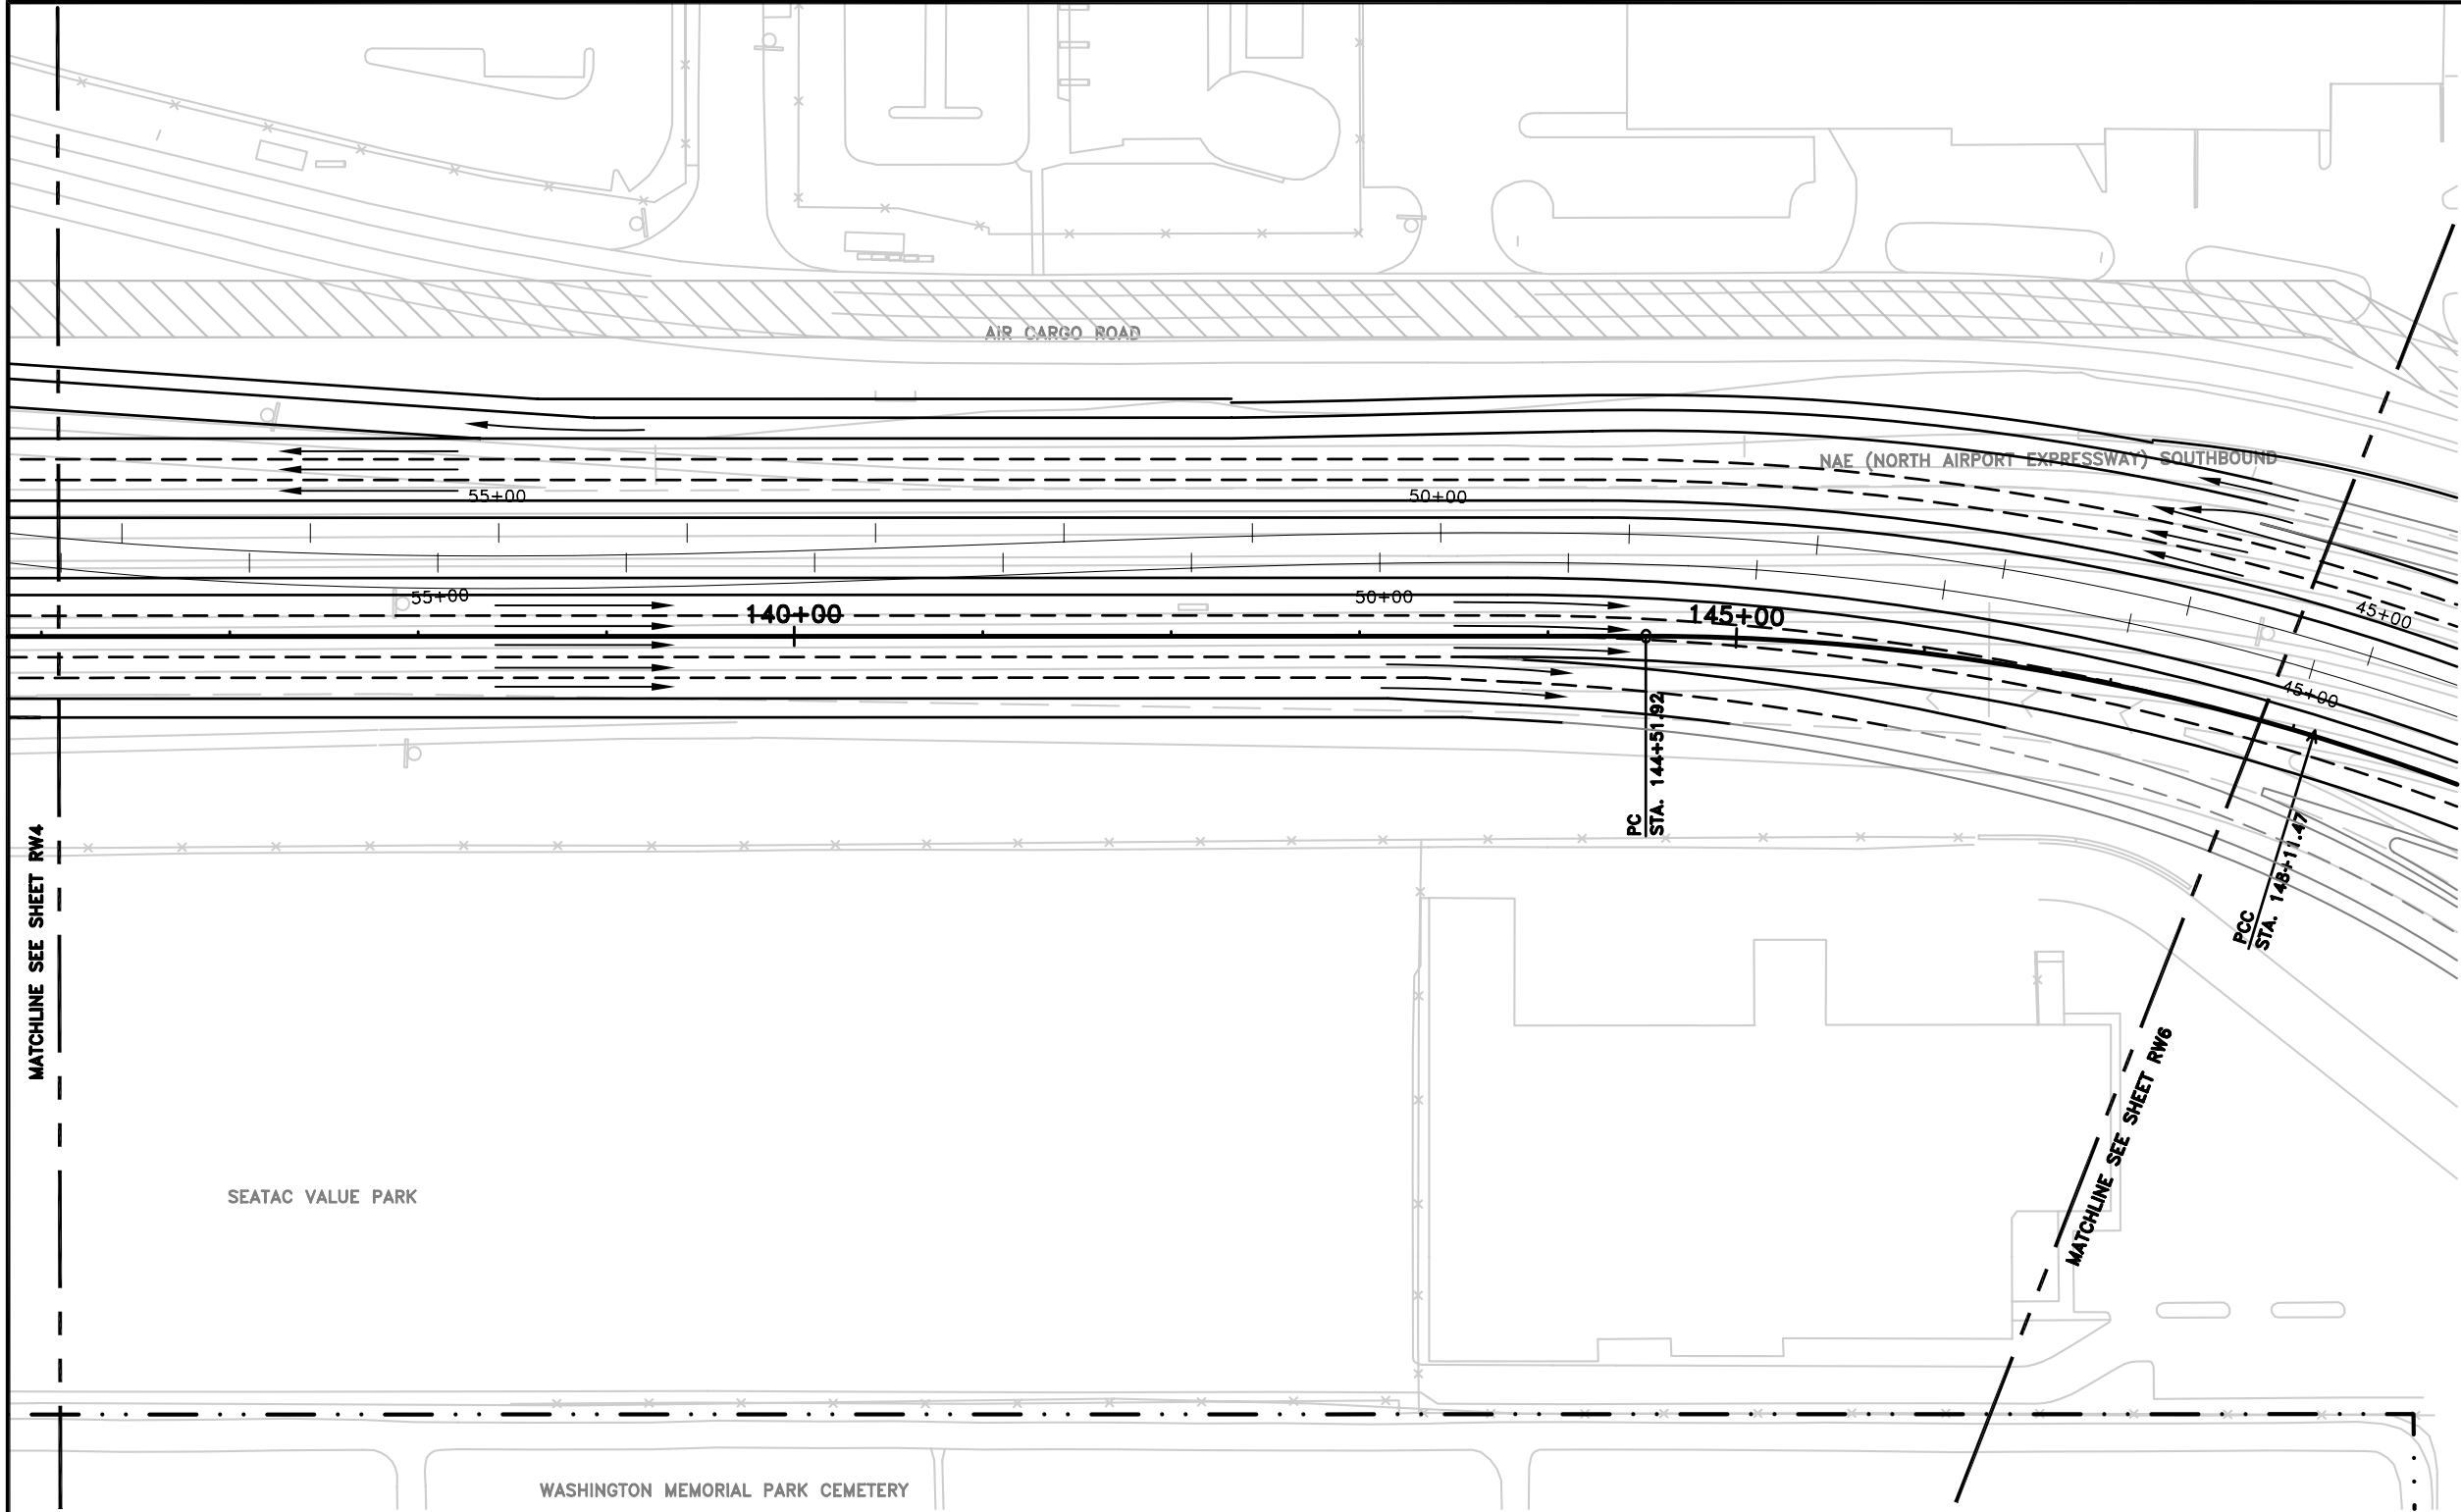 AIR CARGO ROAD
NAE (NORTH AIRPORT EXPRESSWAY) SOUTHBOUND
55+00
50+00
45+00
55+00
50+00
45+00
140+00
145+00
PC
STA. 144+51.92
PCC
STA. 148+11.47
MATCHLINE SEE SHEET RW4
MATCHLINE SEE SHEET RW6
SEATAC VALUE PARK
WASHINGTON MEMORIAL PARK CEMETERY